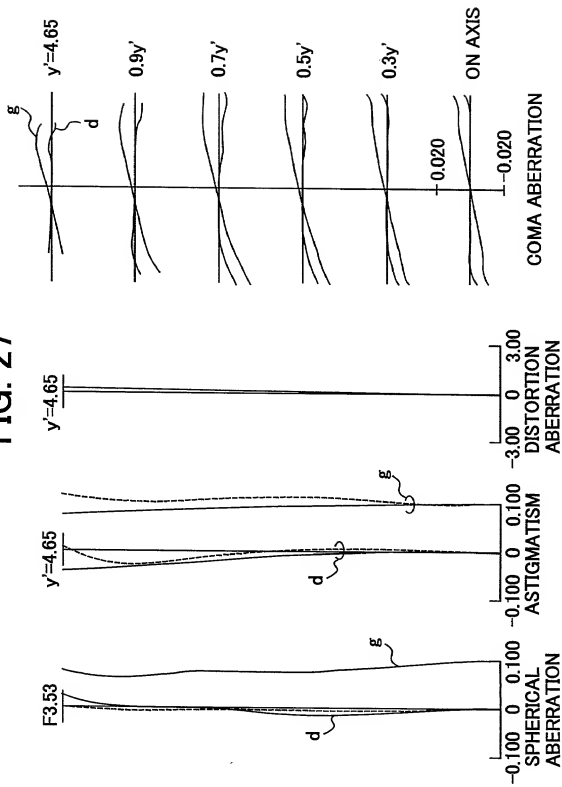 FIG. 27
F3.53
g
d
-0.100 0 0.100
SPHERICAL
ABERRATION
y'=4.65
g
d
-0.100 0 0.100
ASTIGMATISM
y'=4.65
-3.00 0 3.00
DISTORTION
ABERRATION
g
d
y'=4.65
0.9y'
0.7y'
0.5y'
0.3y'
0.020
ON AXIS
-0.020
COMA ABERRATION